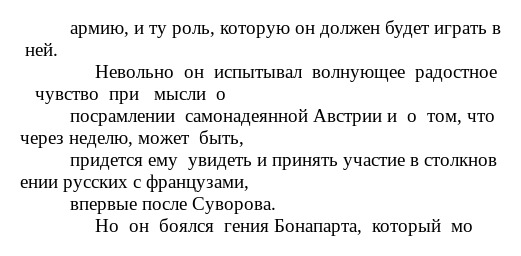 армию, и ту роль, которую он должен будет играть в
ней.
Невольно он испытывал волнующее радостное
чувство при мысли о
посрамлении самонадеянной Австрии и о том, что
через неделю, может быть,
придется ему увидеть и принять участие в столкнов
ении русских с французами,
впервые после Суворова.
Но он боялся гения Бонапарта, который мо